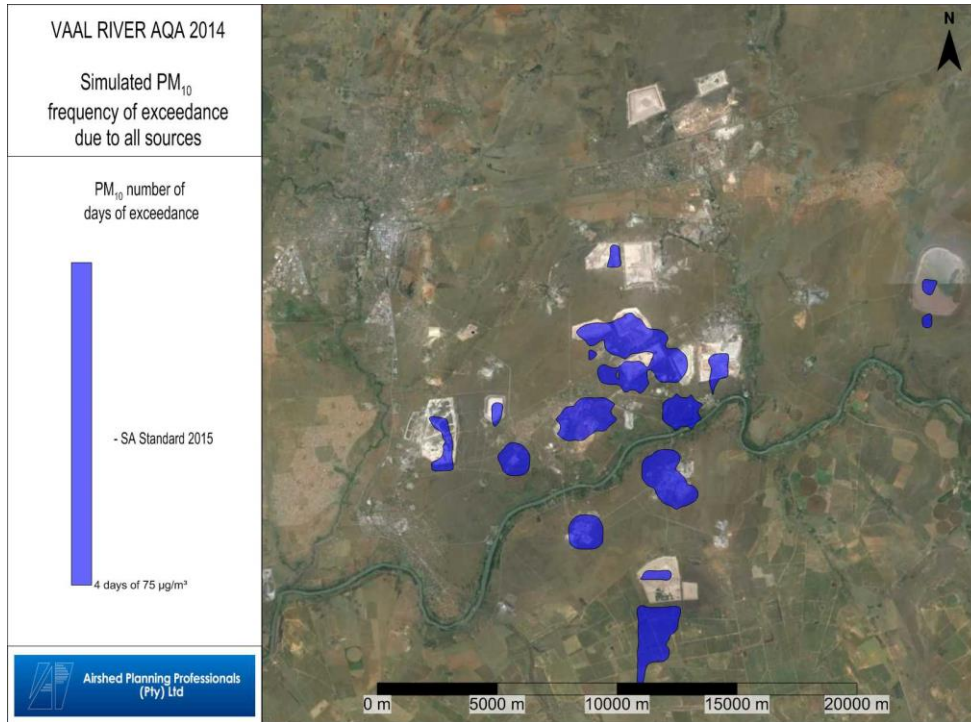 VAAL RIVER AQA 2014
Simulated PM₁₀
frequency of exceedance
due to all sources
PM₁₀ number of
days of exceedance
- SA Standard 2015
4 days of 75 µg/m³
Airshed Planning Professionals
(Pty) Ltd
N
0 m 5000 m 10000 m 15000 m 20000 m